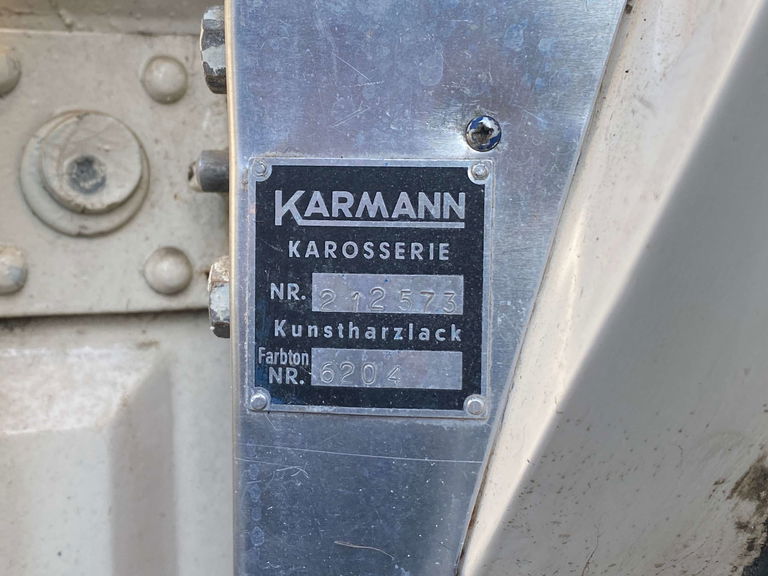 KARMANN
KAROSSERIE
NR. 212573
Kunstharzlack
Farbton
NR. 6204